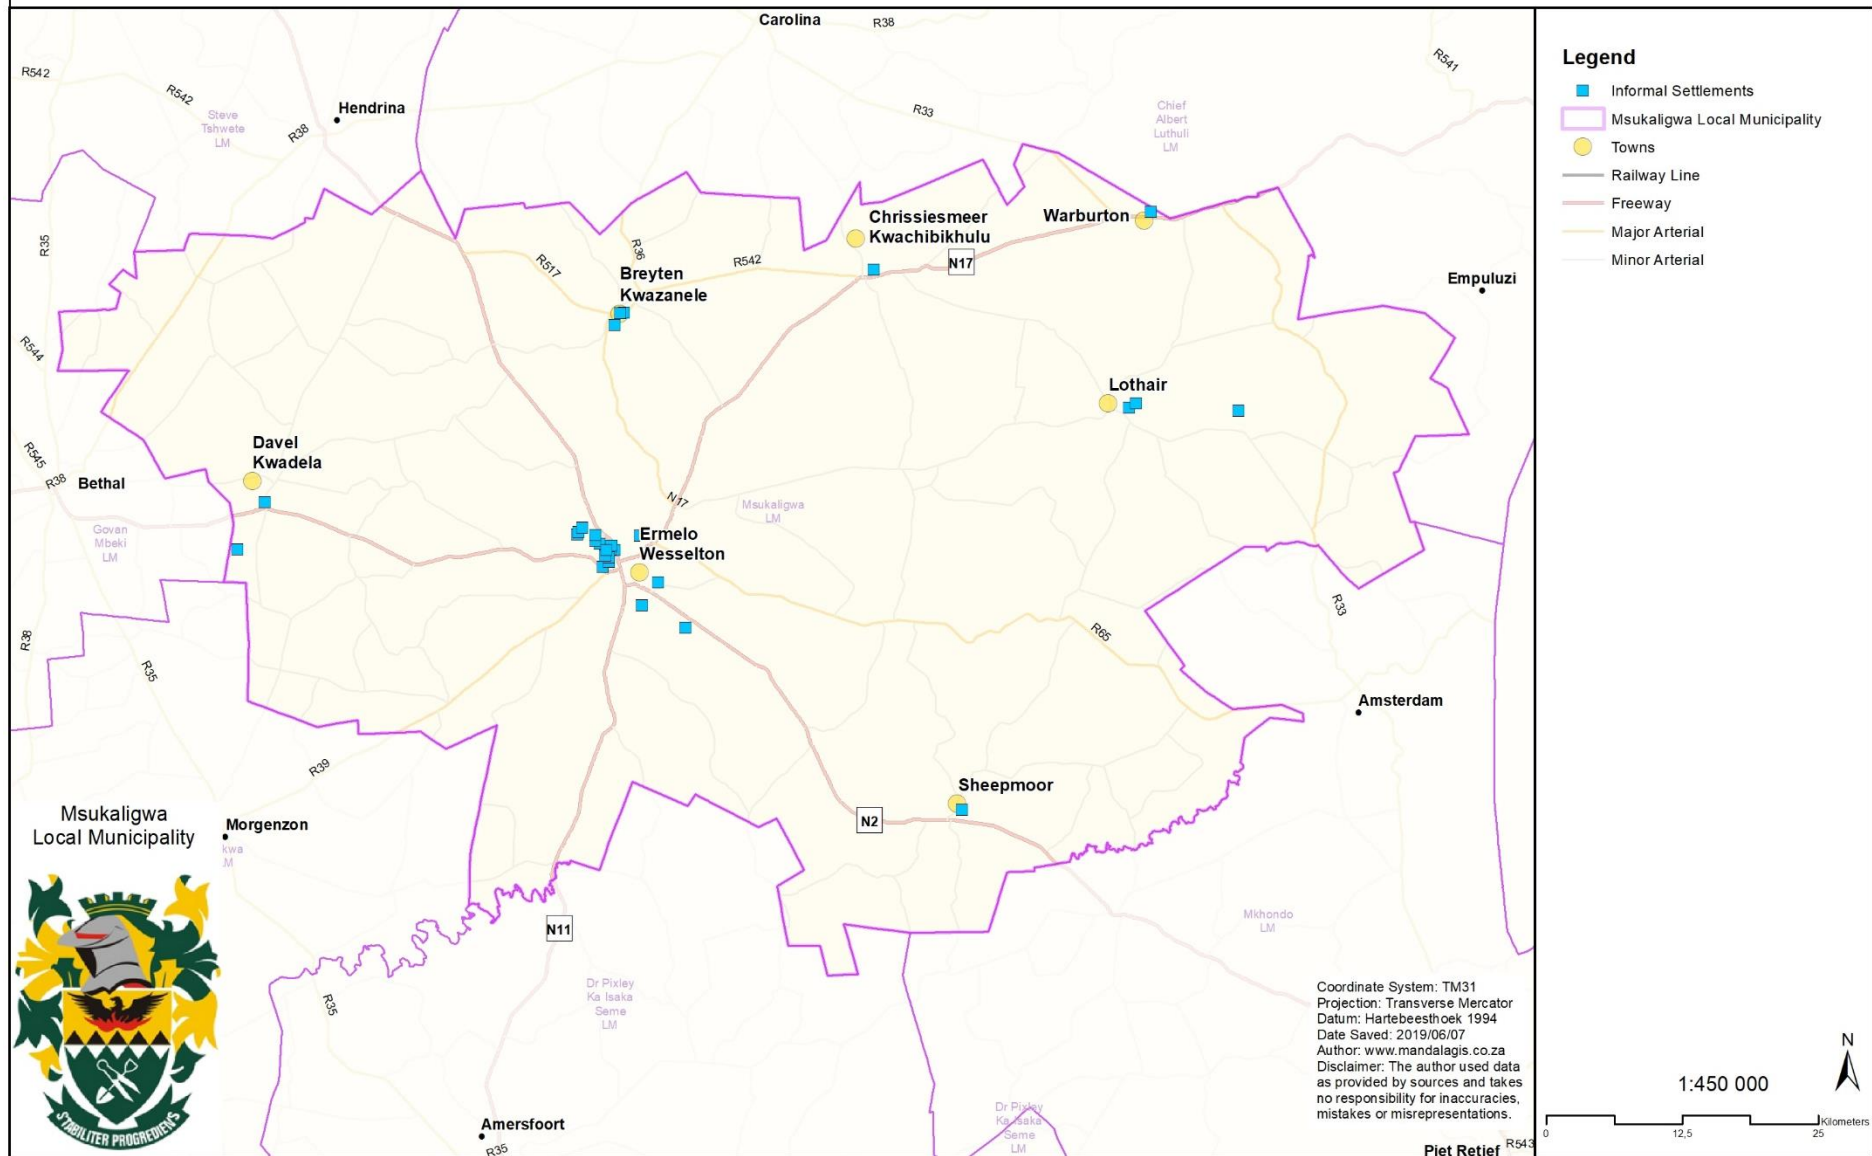 Carolina
R38
R541
R542
R542
Steve
Tshwete
LM
R38
Hendrina
R33
Chief
Albert
Luthuli
LM
R35
R36
R517
Breyten
Kwazanele
R542
Chrissiesmeer
Kwachibikhulu
N17
Warburton
Empuluzi
R544
Lothair
R545
R38
Bethal
Davel
Kwadela
Govan
Mbeki
LM
N17
Msukaligwa
LM
Ermelo
Wesselton
R38
R35
R65
R33
Amsterdam
R39
Sheepmoor
N2
Msukaligwa
Local Municipality
Morgenzon
kwa
M
N11
Mkhondo
LM
Dr Pixley
Ka Isaka
Seme
LM
R35
STABILITER PROGREDIENS
Amersfoort
R35
Dr Pixley
Ka Isaka
Seme
LM
Piet Retief
R543
Coordinate System: TM31
Projection: Transverse Mercator
Datum: Hartebeesthoek 1994
Date Saved: 2019/06/07
Author: www.mandalagis.co.za
Disclaimer: The author used data
as provided by sources and takes
no responsibility for inaccuracies,
mistakes or misrepresentations.
Legend
Informal Settlements
Msukaligwa Local Municipality
Towns
Railway Line
Freeway
Major Arterial
Minor Arterial
N
1:450 000
Kilometers
0 12,5 25